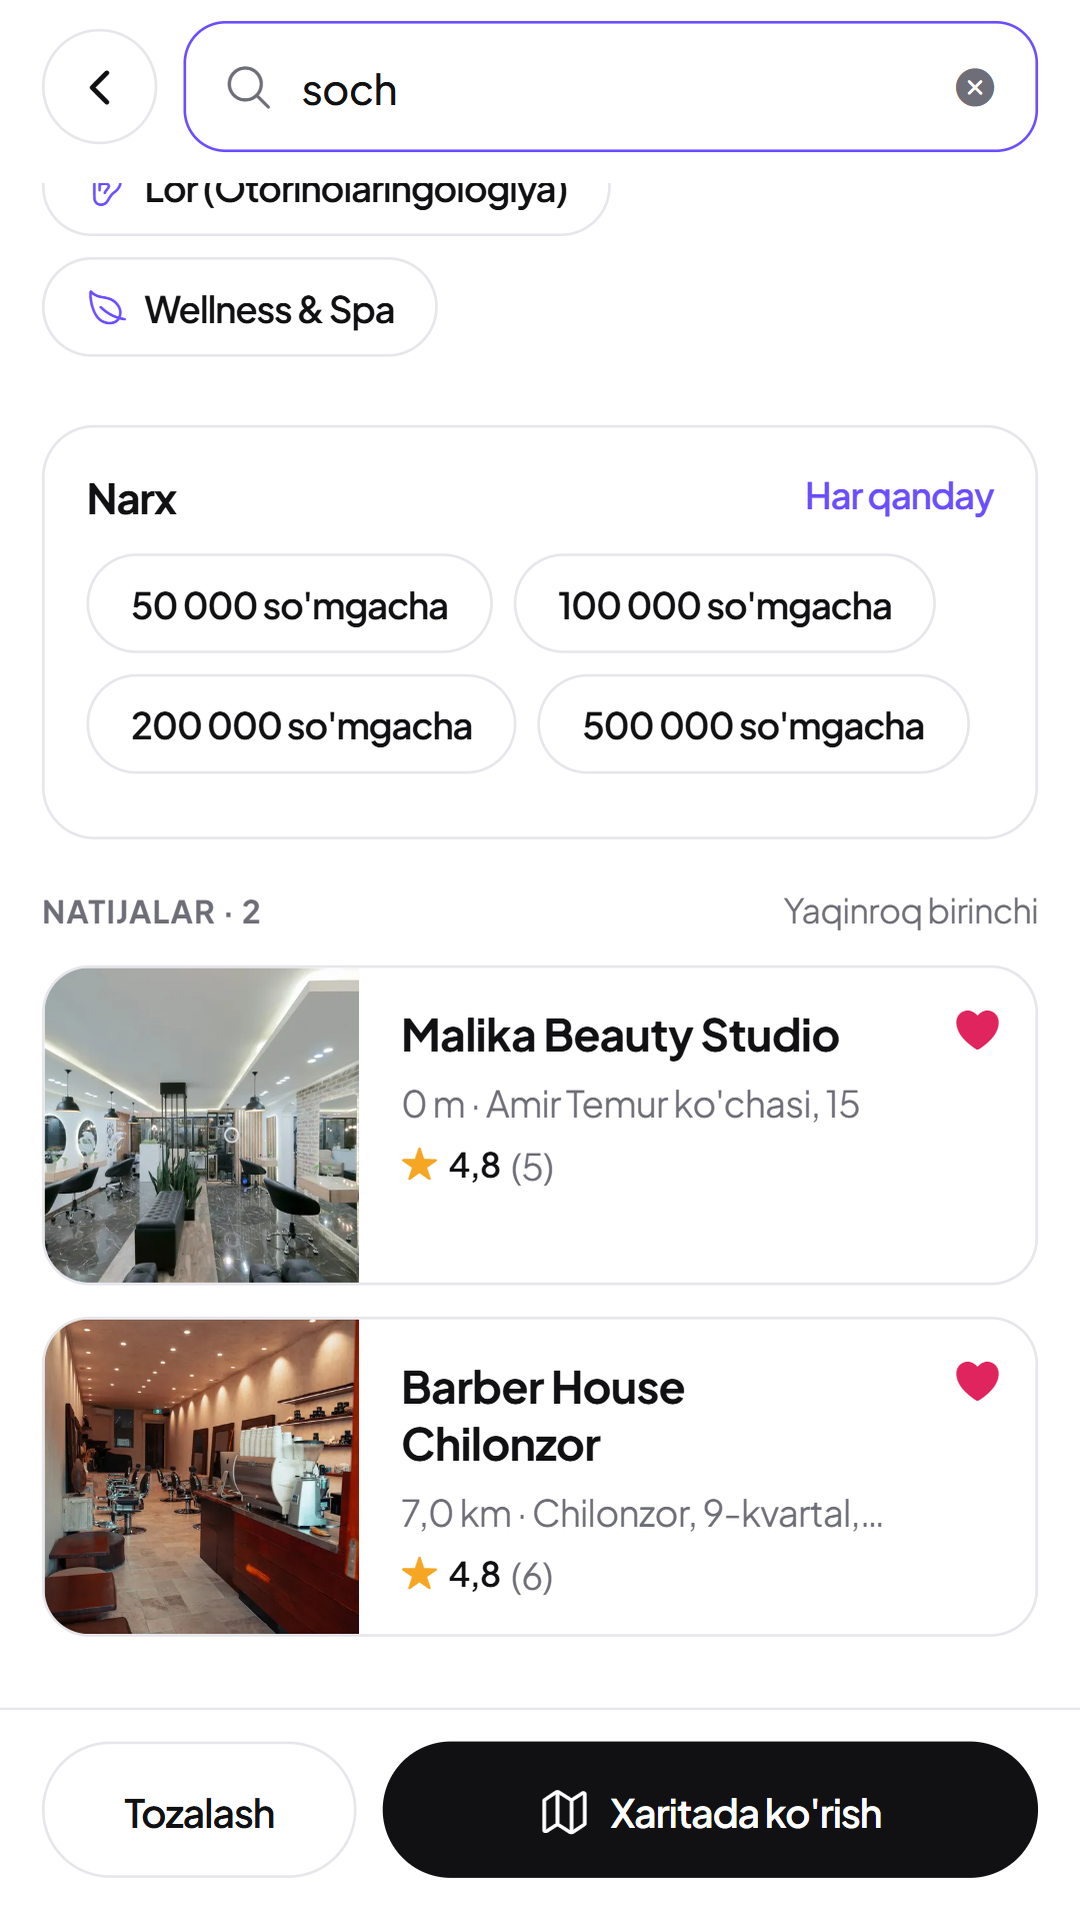 soch
Lor (Otorinolaringologiya)
Wellness & Spa
Narx
Har qanday
50 000 so'mgacha
100 000 so'mgacha
200 000 so'mgacha
500 000 so'mgacha
NATIJALAR · 2
Yaqinroq birinchi
Malika Beauty Studio
0 m · Amir Temur ko'chasi, 15
4,8 (5)
Barber House
Chilonzor
7,0 km · Chilonzor, 9-kvartal,...
4,8 (6)
Tozalash
Xaritada ko'rish